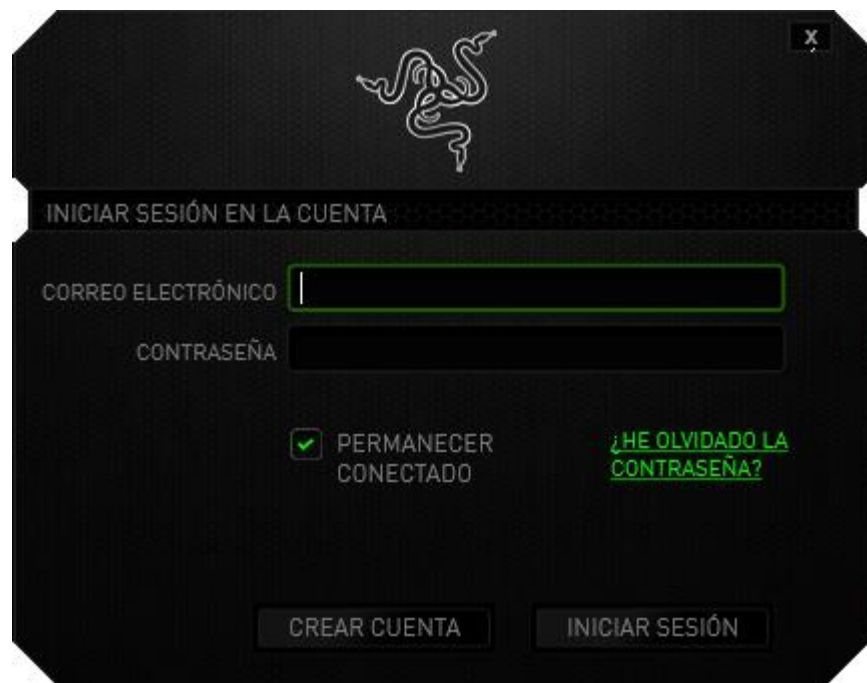 X
INICIAR SESIÓN EN LA CUENTA
CORREO ELECTRÓNICO
CONTRASEÑA
PERMANECER
CONECTADO
¿HE OLVIDADO LA
CONTRASEÑA?
CREAR CUENTA
INICIAR SESIÓN